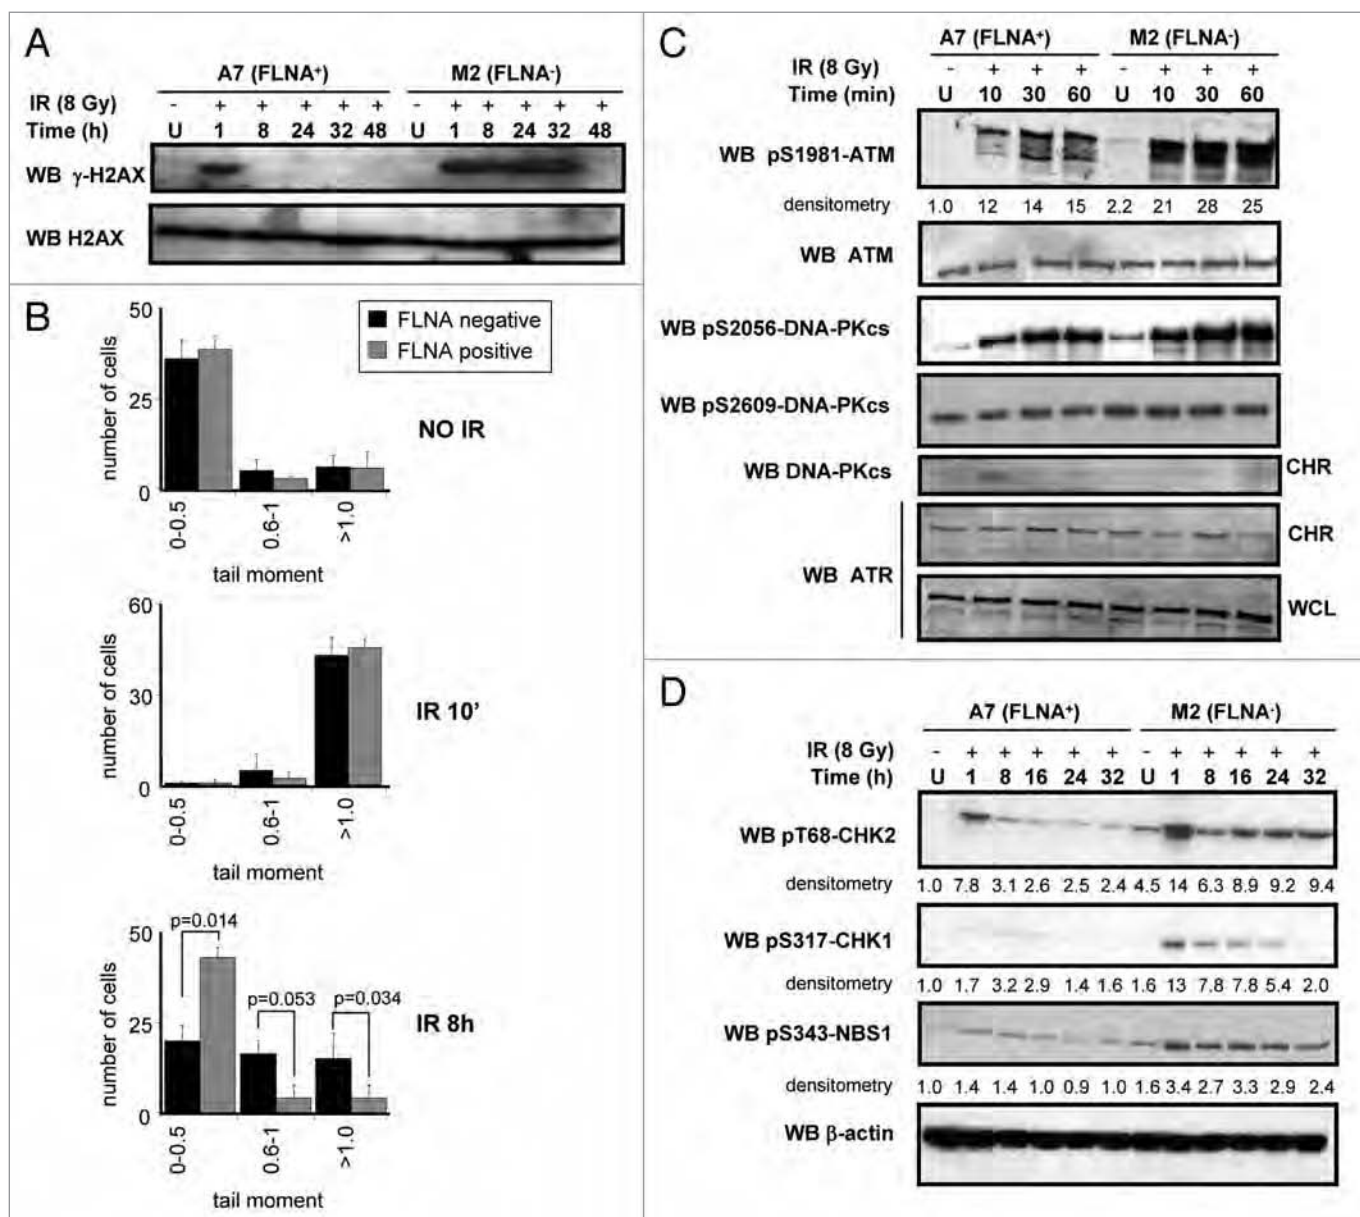 A
A7 (FLNA⁺) M2 (FLNA⁻)
IR (8 Gy) - + + + + + - + + + + +
Time (h) U 1 8 24 32 48 U 1 8 24 32 48
WB γ-H2AX
WB H2AX
B
50
25
0
number of cells
FLNA negative
FLNA positive
NO IR
0-0.5
0.6-1
>1.0
tail moment
60
30
0
number of cells
IR 10'
0-0.5
0.6-1
>1.0
tail moment
50
25
0
number of cells
p=0.014
p=0.053
p=0.034
IR 8h
0-0.5
0.6-1
>1.0
tail moment
C
A7 (FLNA⁺) M2 (FLNA⁻)
IR (8 Gy) - + + + - + + +
Time (min) U 10 30 60 U 10 30 60
WB pS1981-ATM
densitometry 1.0 12 14 15 2.2 21 28 25
WB ATM
WB pS2056-DNA-PKcs
WB pS2609-DNA-PKcs
WB DNA-PKcs CHR
CHR
WB ATR
WCL
D
A7 (FLNA⁺) M2 (FLNA⁻)
IR (8 Gy) - + + + + + - + + + + +
Time (h) U 1 8 16 24 32 U 1 8 16 24 32
WB pT68-CHK2
densitometry 1.0 7.8 3.1 2.6 2.5 2.4 4.5 14 6.3 8.9 9.2 9.4
WB pS317-CHK1
densitometry 1.0 1.7 3.2 2.9 1.4 1.6 1.6 13 7.8 7.8 5.4 2.0
WB pS343-NBS1
densitometry 1.0 1.4 1.4 1.0 0.9 1.0 1.6 3.4 2.7 3.3 2.9 2.4
WB β-actin